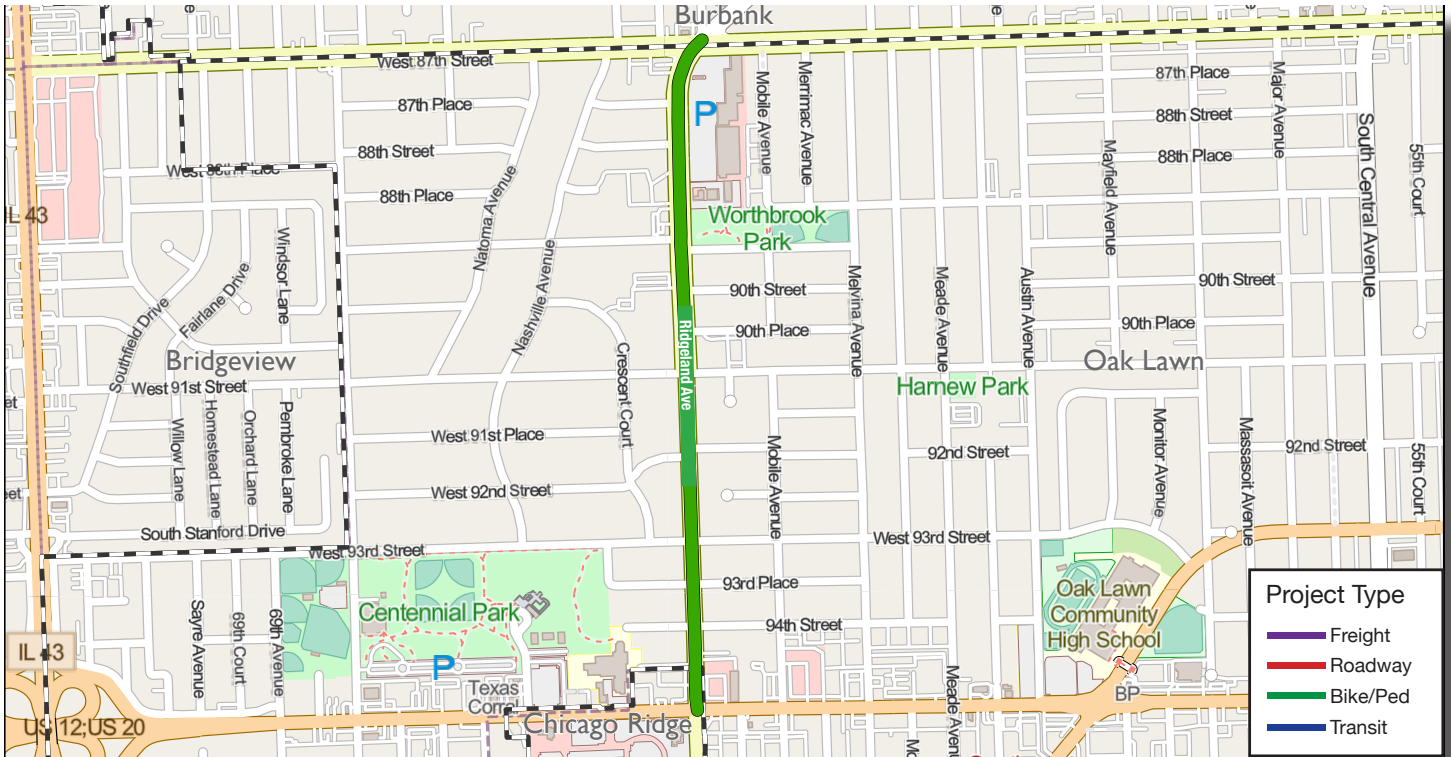 Burbank
West 87th Street
87th Place
88th Street
88th Place
IL 43
Natoma Avenue
Nashville Avenue
Windsor Lane
Fairlane Drive
Southfield Drive
Bridgeview
West 91st Street
Willow Lane
Homestead Lane
Orchard Lane
Pembroke Lane
South Stanford Drive
West 93rd Street
West 91st Place
West 92nd Street
Crescent Court
Ridgeland Ave
P
Mobile Avenue
Merrimac Avenue
Worthbrook
Park
90th Street
90th Place
Melvina Avenue
Meade Avenue
Austin Avenue
Harnew Park
Mobile Avenue
92nd Street
West 93rd Street
93rd Place
94th Street
87th Place
88th Street
88th Place
Major Avenue
Mayfield Avenue
South Central Avenue
55th Court
90th Street
90th Place
Oak Lawn
Monitor Avenue
Massasoit Avenue
92nd Street
55th Court
Oak Lawn
Community
High School
BP
Meade Avenu
Centennial Park
P
Texas
Corral
Chicago Ridge
Sayre Avenue
69th Court
69th Avenue
IL 43
US 12;US 20
Project Type
Freight
Roadway
Bike/Ped
Transit